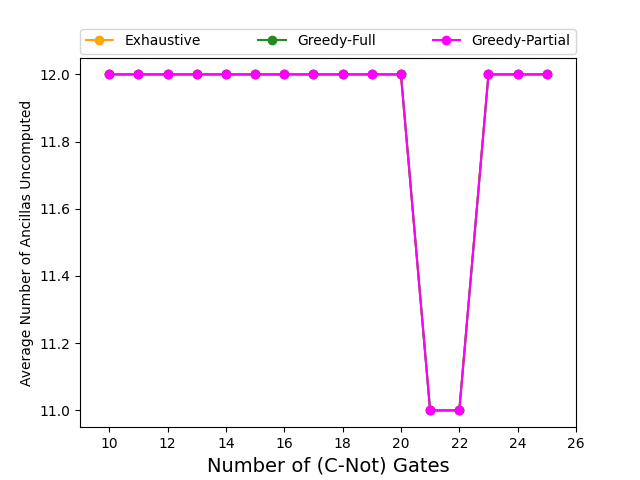 Exhaustive Greedy-Full Greedy-Partial
12.0
11.8
11.6
11.4
11.2
11.0
Average Number of Ancillas Uncomputed
10 12 14 16 18 20 22 24 26
Number of (C-Not) Gates